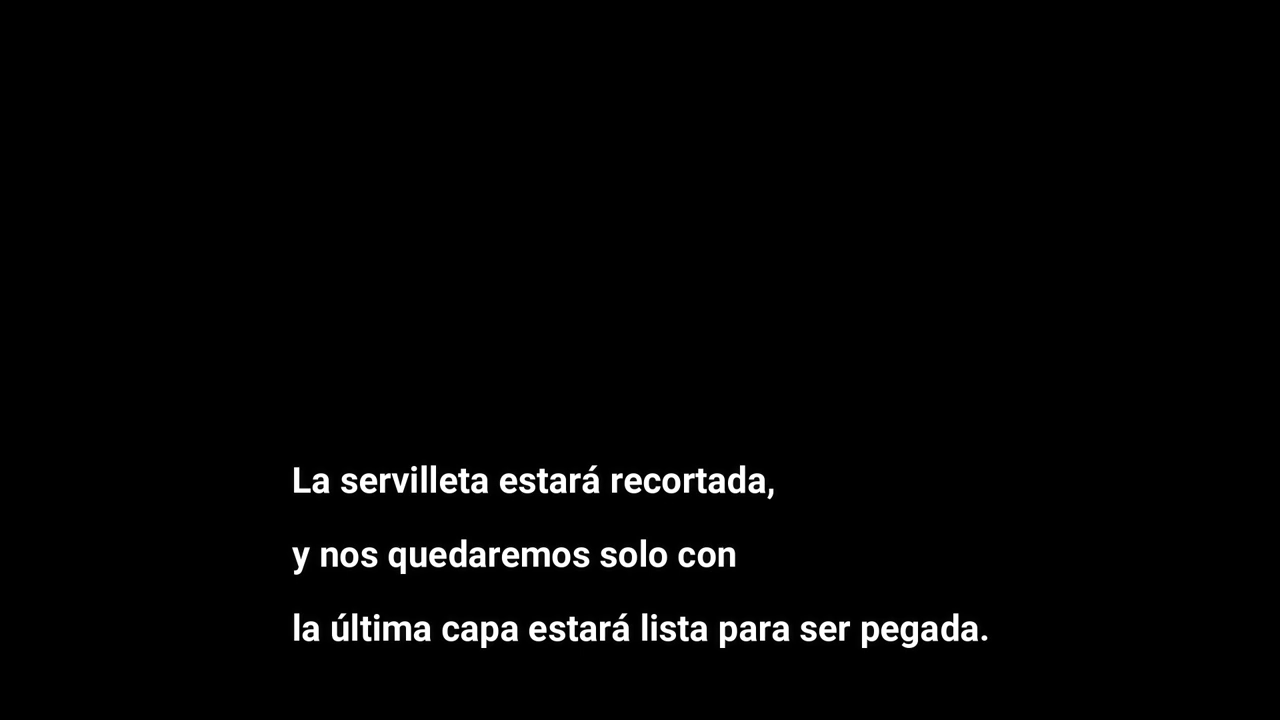 La servilleta estará recortada,
y nos quedaremos solo con
la última capa estará lista para ser pegada.